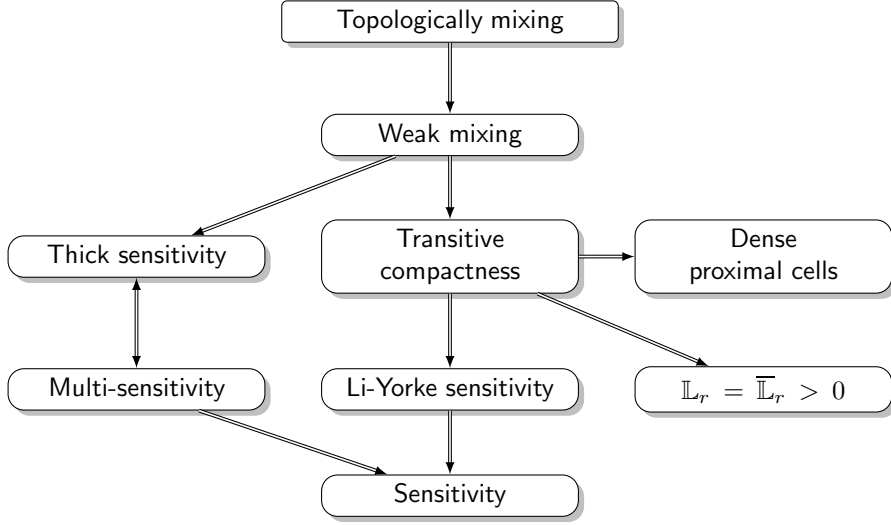 Topologically mixing
Weak mixing
Thick sensitivity
Transitive
compactness
Dense
proximal cells
Multi-sensitivity
Li-Yorke sensitivity
𝕃ᵣ = 𝕃̅ᵣ > 0
Sensitivity